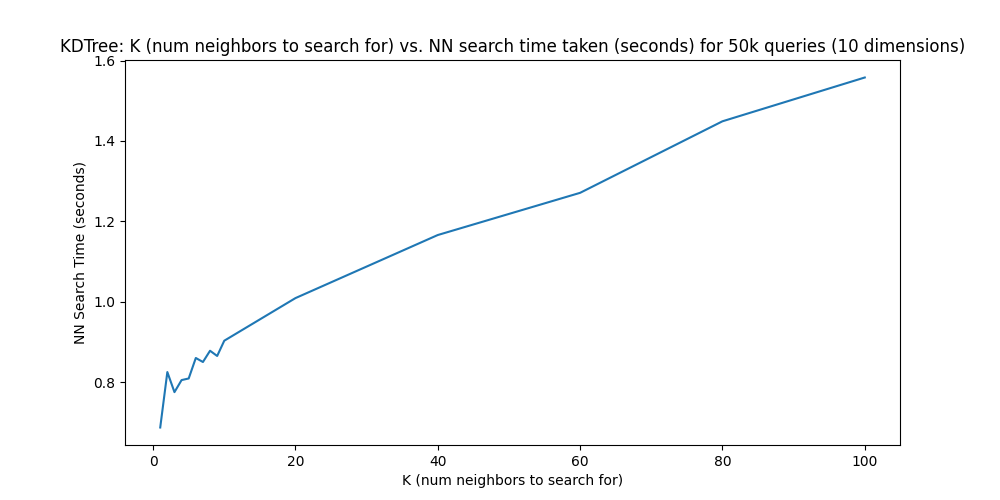 KDTree: K (num neighbors to search for) vs. NN search time taken (seconds) for 50k queries (10 dimensions)
1.6
1.4
1.2
1.0
0.8
NN Search Time (seconds)
0 20 40 60 80 100
K (num neighbors to search for)